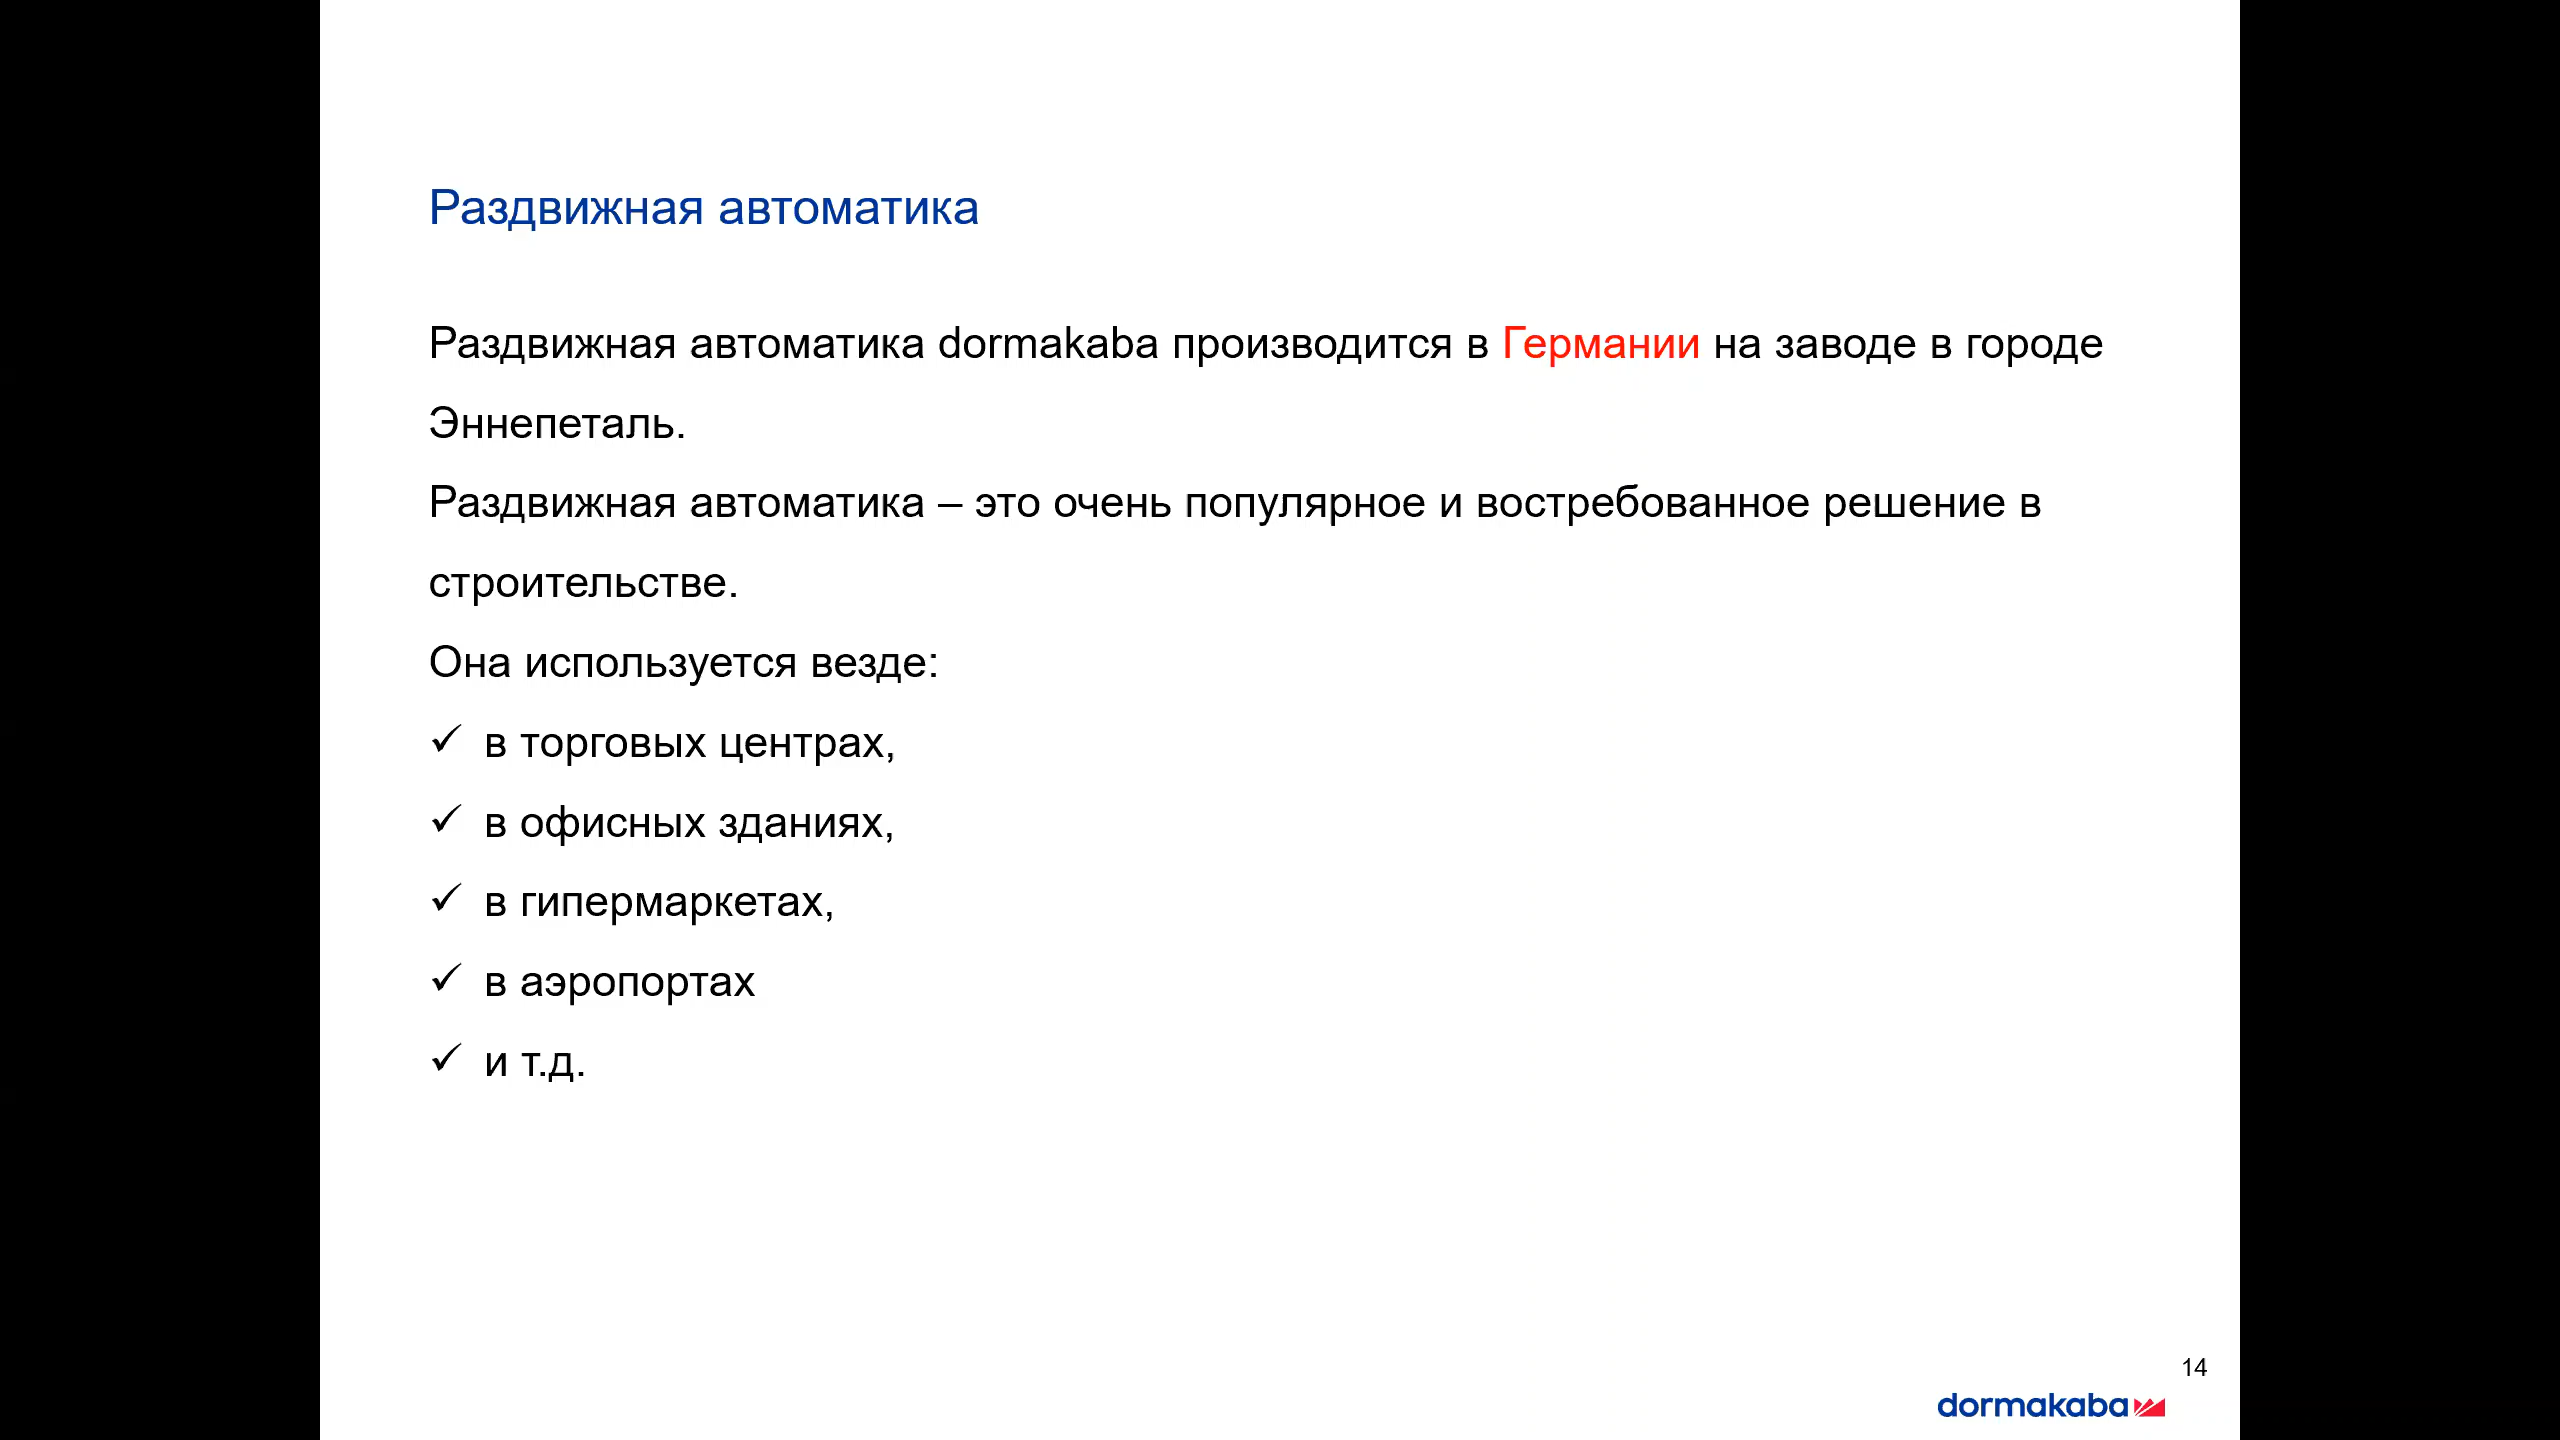 Раздвижная автоматика
Раздвижная автоматика dormakaba производится в Германии на заводе в городе
Эннепеталь.
Раздвижная автоматика – это очень популярное и востребованное решение в
строительстве.
Она используется везде:
✓ в торговых центрах,
✓ в офисных зданиях,
✓ в гипермаркетах,
✓ в аэропортах
✓ и т.д.
14
dormakaba